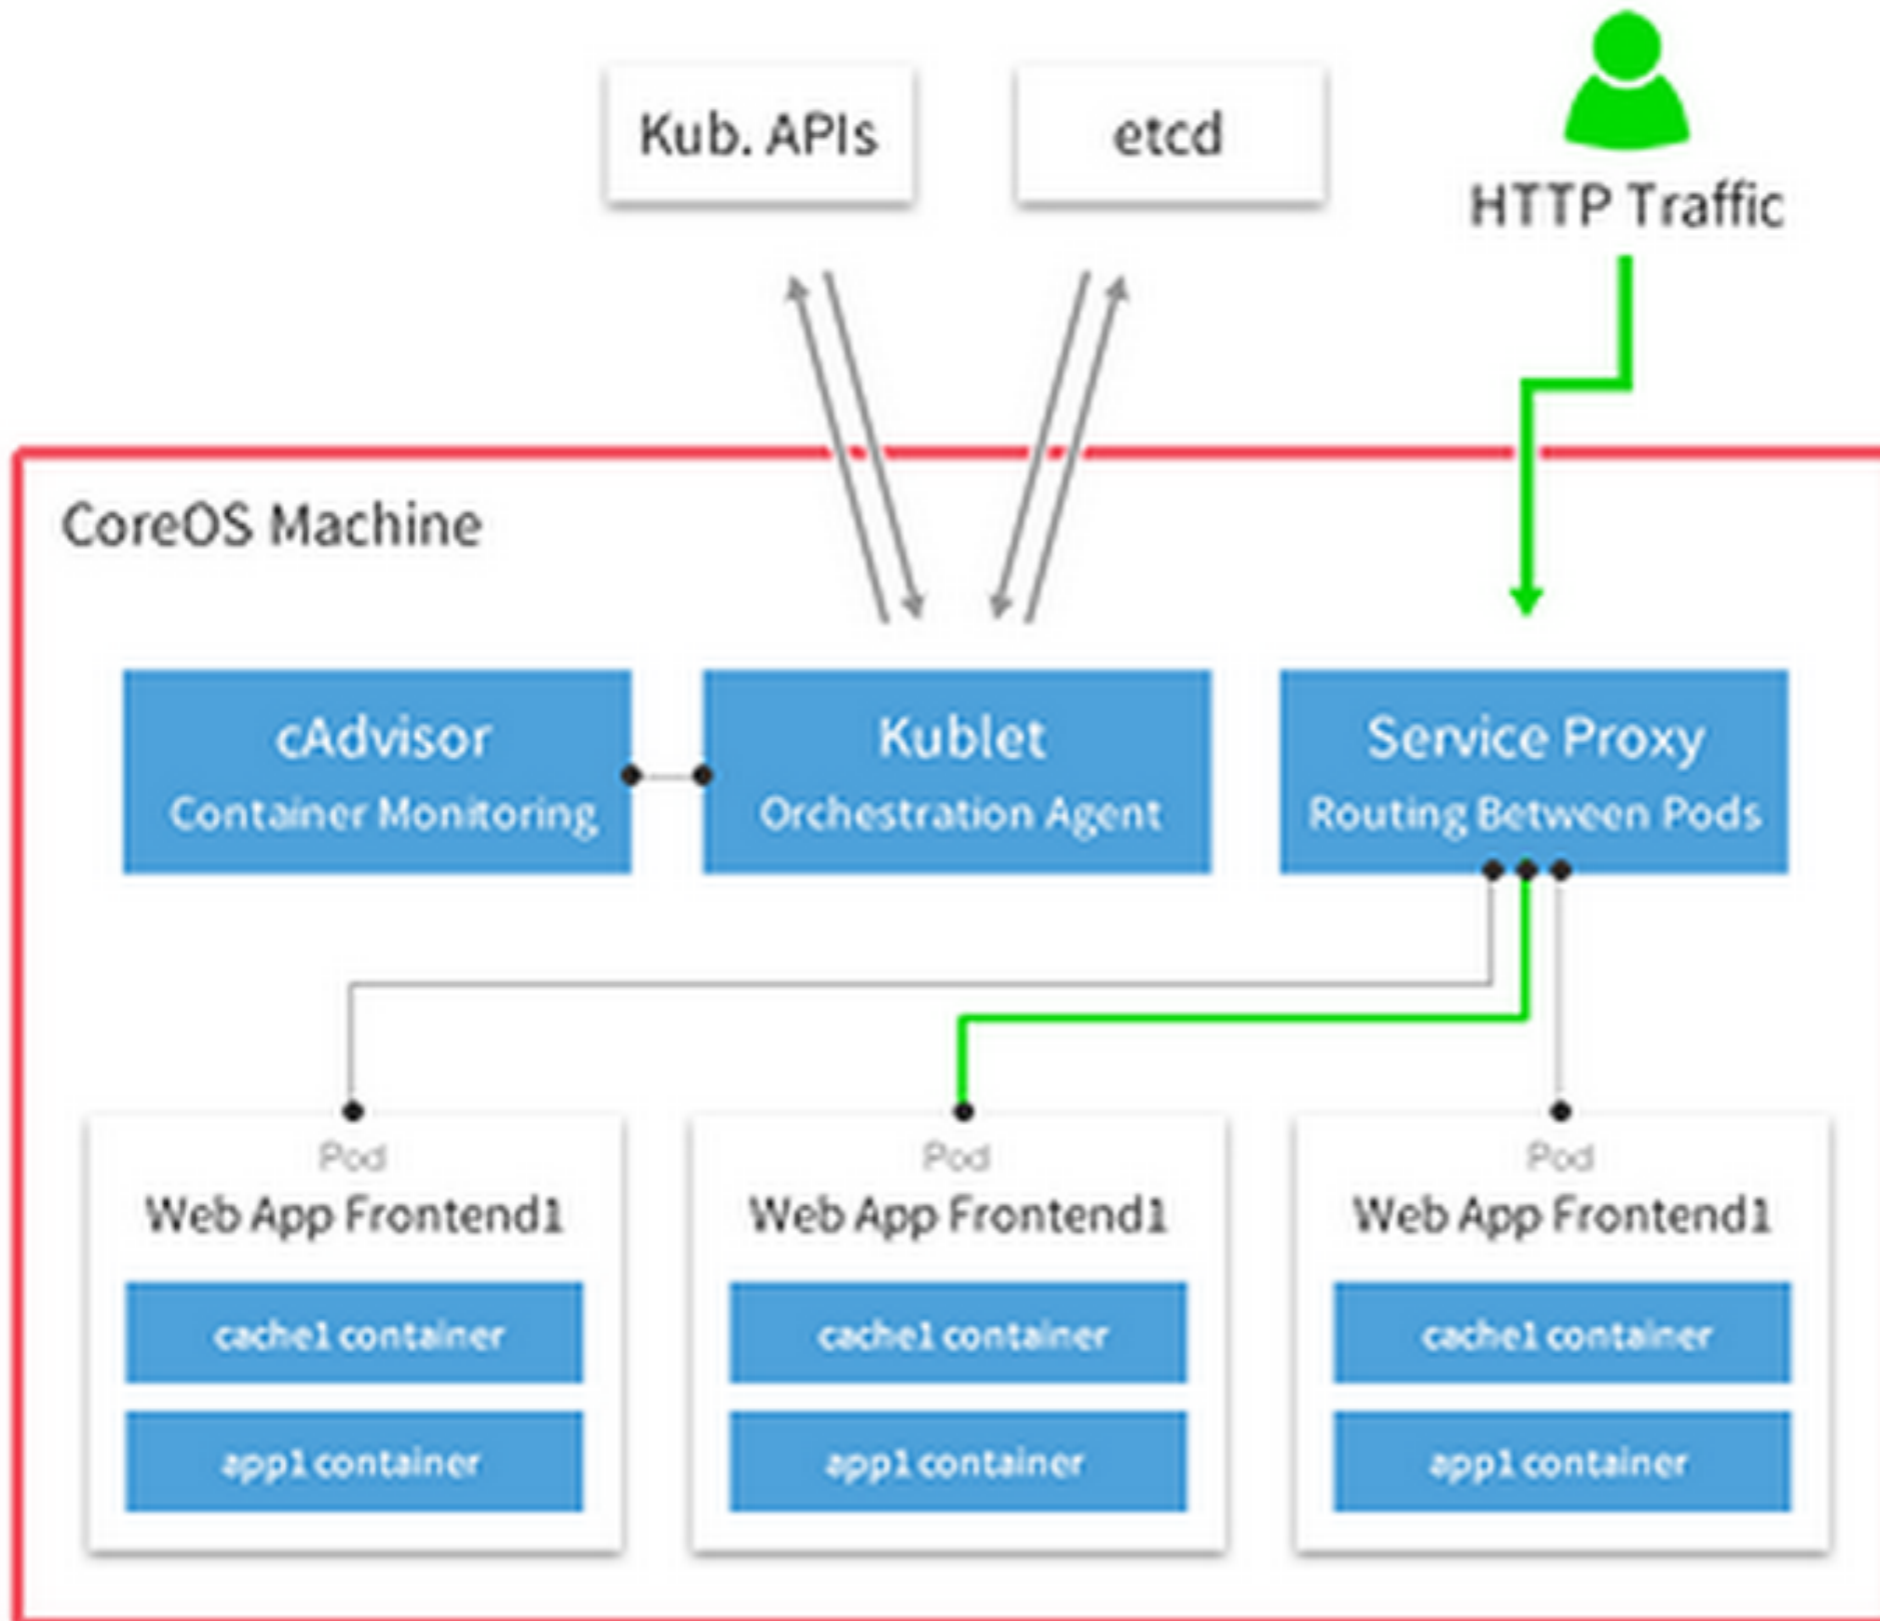 Kub. APIs
etcd
HTTP Traffic
CoreOS Machine
cAdvisor
Container Monitoring
Kublet
Orchestration Agent
Service Proxy
Routing Between Pods
Pod
Web App Frontend1
cache1 container
app1 container
Pod
Web App Frontend1
cache1 container
app1 container
Pod
Web App Frontend1
cache1 container
app1 container